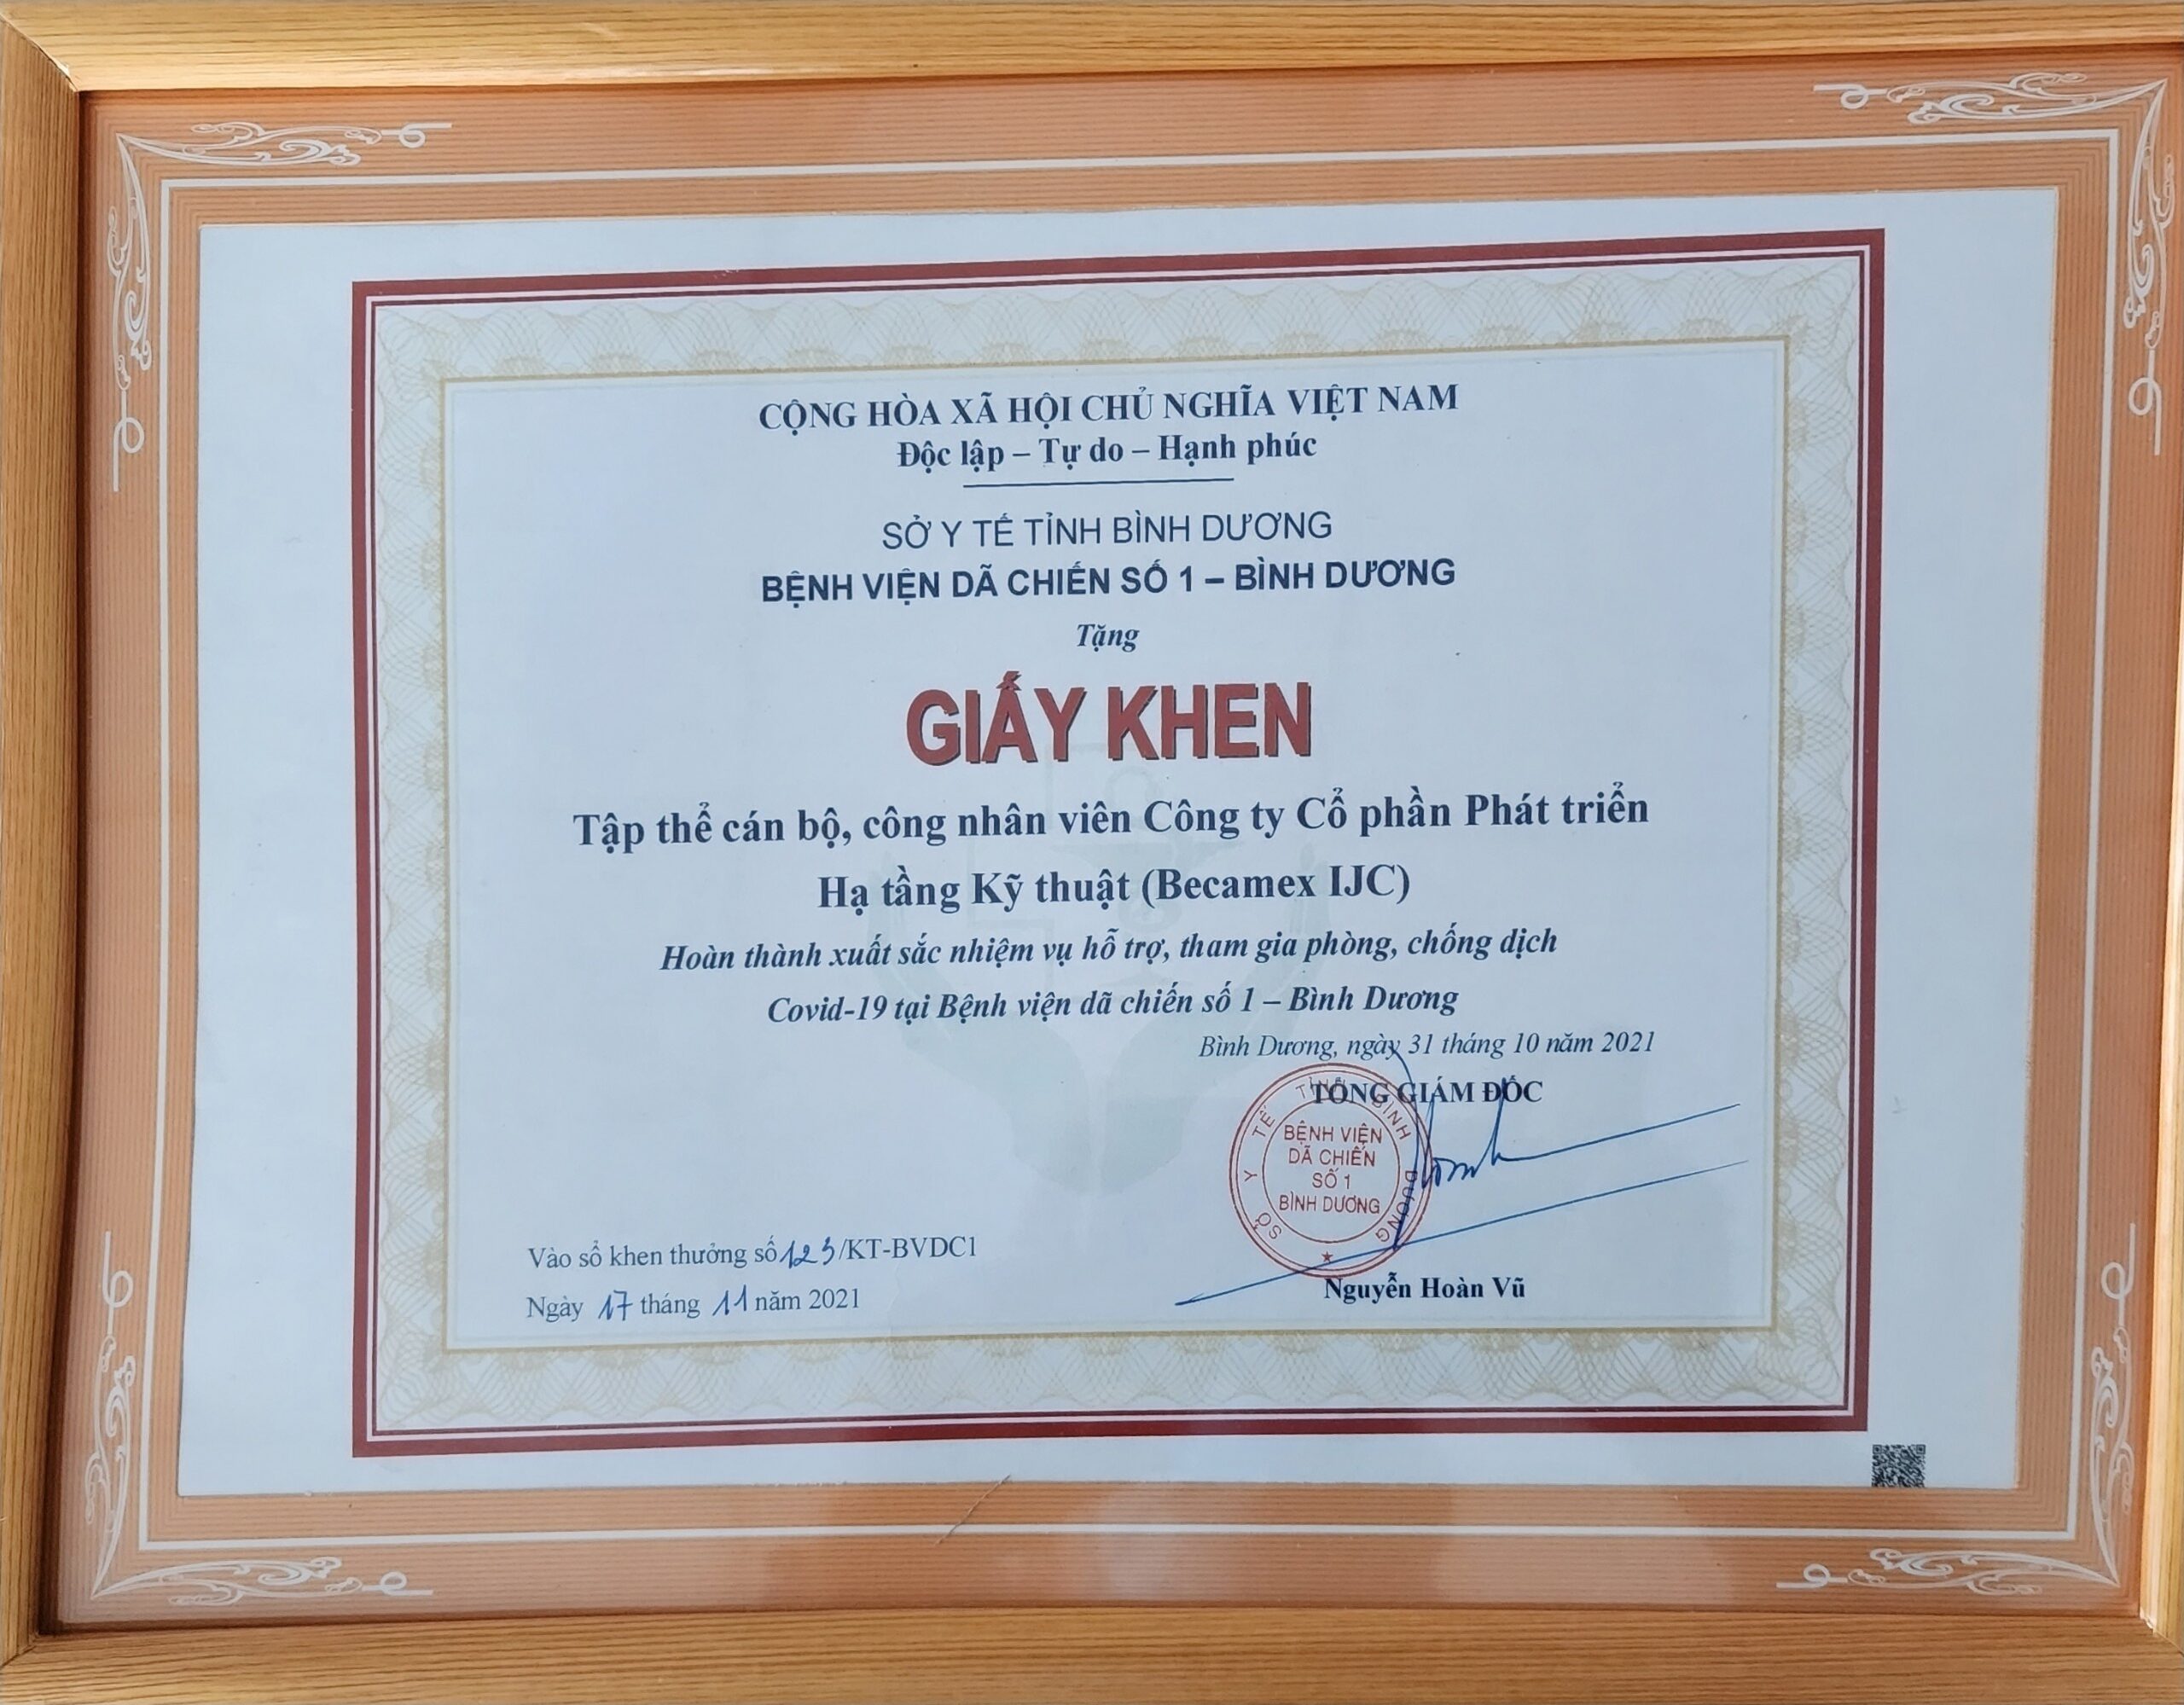 CỘNG HÒA XÃ HỘI CHỦ NGHĨA VIỆT NAM
Độc lập – Tự do – Hạnh phúc
SỞ Y TẾ TỈNH BÌNH DƯƠNG
BỆNH VIỆN DÃ CHIẾN SỐ 1 – BÌNH DƯƠNG
Tặng
GIẤY KHEN
Tập thể cán bộ, công nhân viên Công ty Cổ phần Phát triển
Hạ tầng Kỹ thuật (Becamex IJC)
Hoàn thành xuất sắc nhiệm vụ hỗ trợ, tham gia phòng, chống dịch
Covid-19 tại Bệnh viện dã chiến số 1 – Bình Dương
Bình Dương, ngày 31 tháng 10 năm 2021
TỔNG GIÁM ĐỐC
SỞ Y TẾ TỈNH BÌNH DƯƠNG
BỆNH VIỆN
DÃ CHIẾN
SỐ 1
BÌNH DƯƠNG
Nguyễn Hoàn Vũ
Vào sổ khen thưởng số 123/KT-BVDC1
Ngày 17 tháng 11 năm 2021